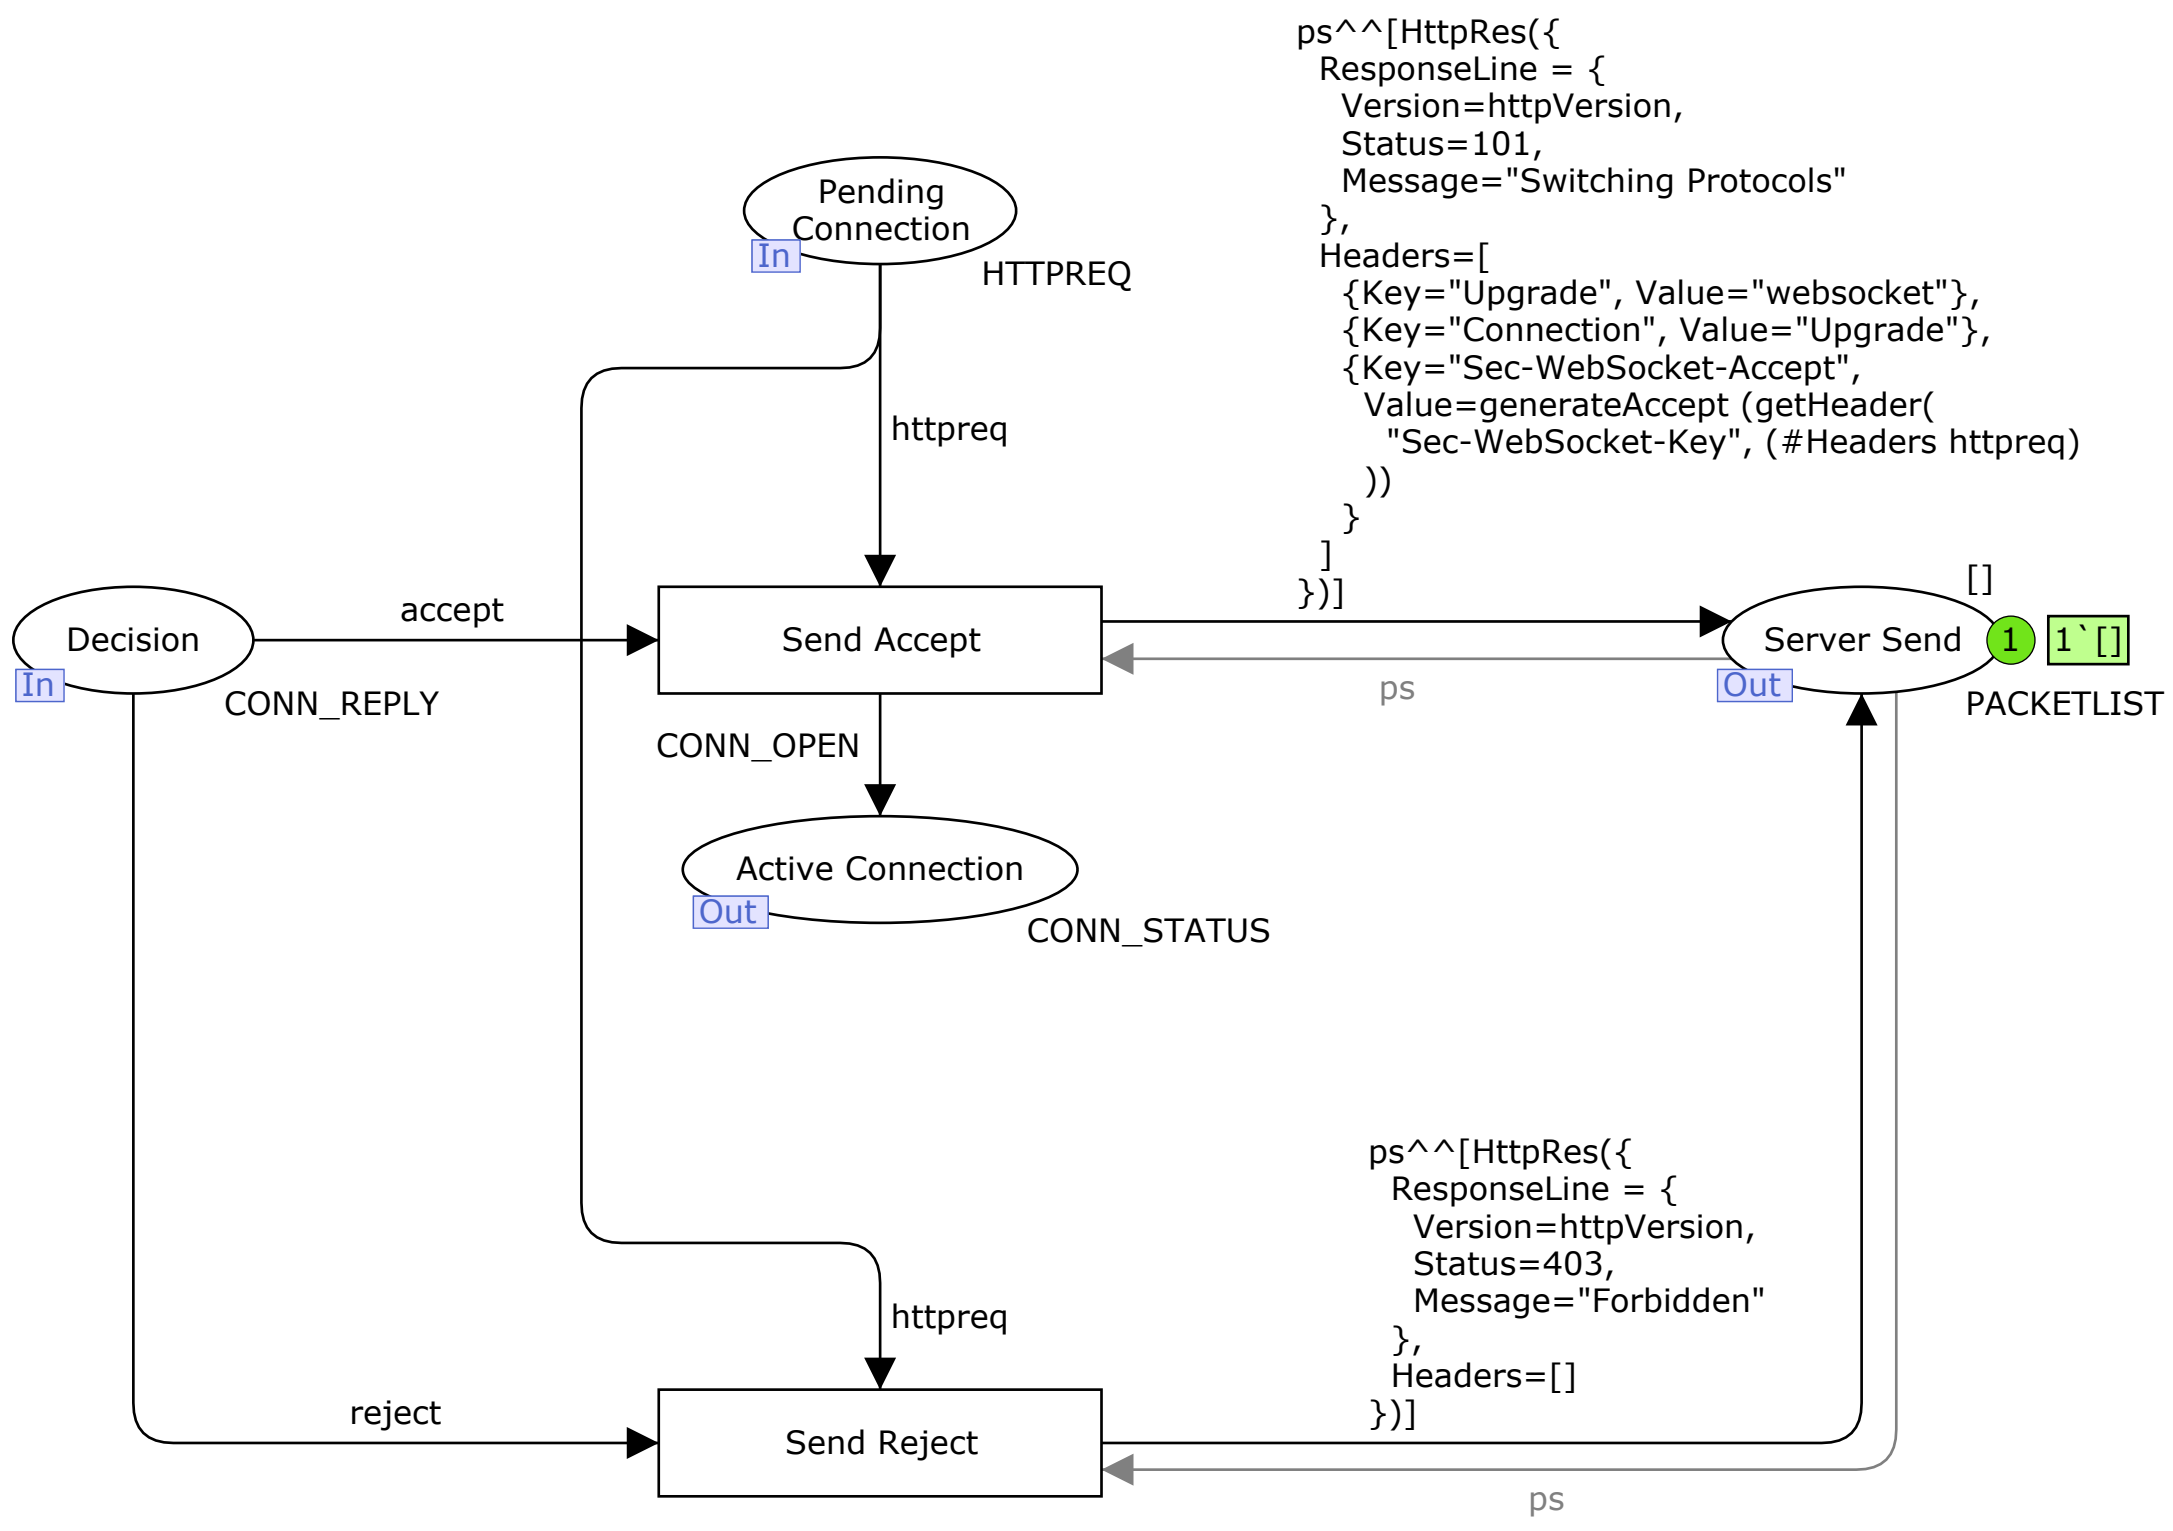 ps^^[HttpRes({
ResponseLine = {
Version=httpVersion,
Status=101,
Message="Switching Protocols"
},
Headers=[
{Key="Upgrade", Value="websocket"},
{Key="Connection", Value="Upgrade"},
{Key="Sec-WebSocket-Accept",
Value=generateAccept (getHeader(
"Sec-WebSocket-Key", (#Headers httpreq)
))
}
]
})]
Pending
Connection
In
HTTPREQ
httpreq
Decision
In
CONN_REPLY
accept
Send Accept
ps
Server Send
Out
[]
1
1`[]
PACKETLIST
CONN_OPEN
Active Connection
Out
CONN_STATUS
ps^^[HttpRes({
ResponseLine = {
Version=httpVersion,
Status=403,
Message="Forbidden"
},
Headers=[]
})]
httpreq
reject
Send Reject
ps